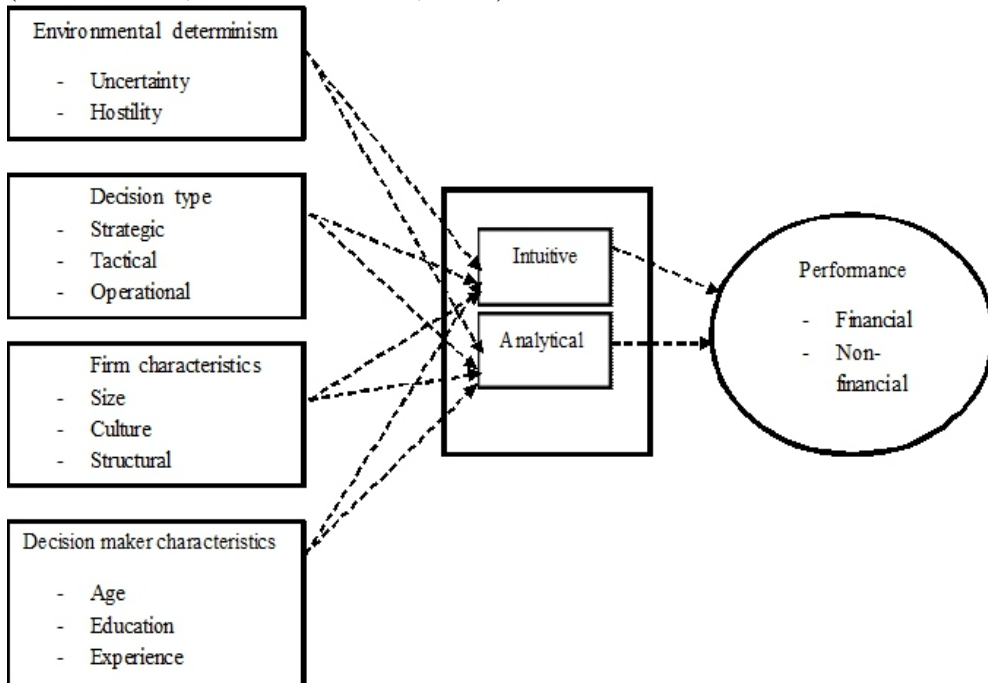 Environmental determinism
- Uncertainty
- Hostility
Decision type
- Strategic
- Tactical
- Operational
Firm characteristics
- Size
- Culture
- Structural
Decision maker characteristics
- Age
- Education
- Experience
Intuitive
Analytical
Performance
- Financial
- Non-
financial